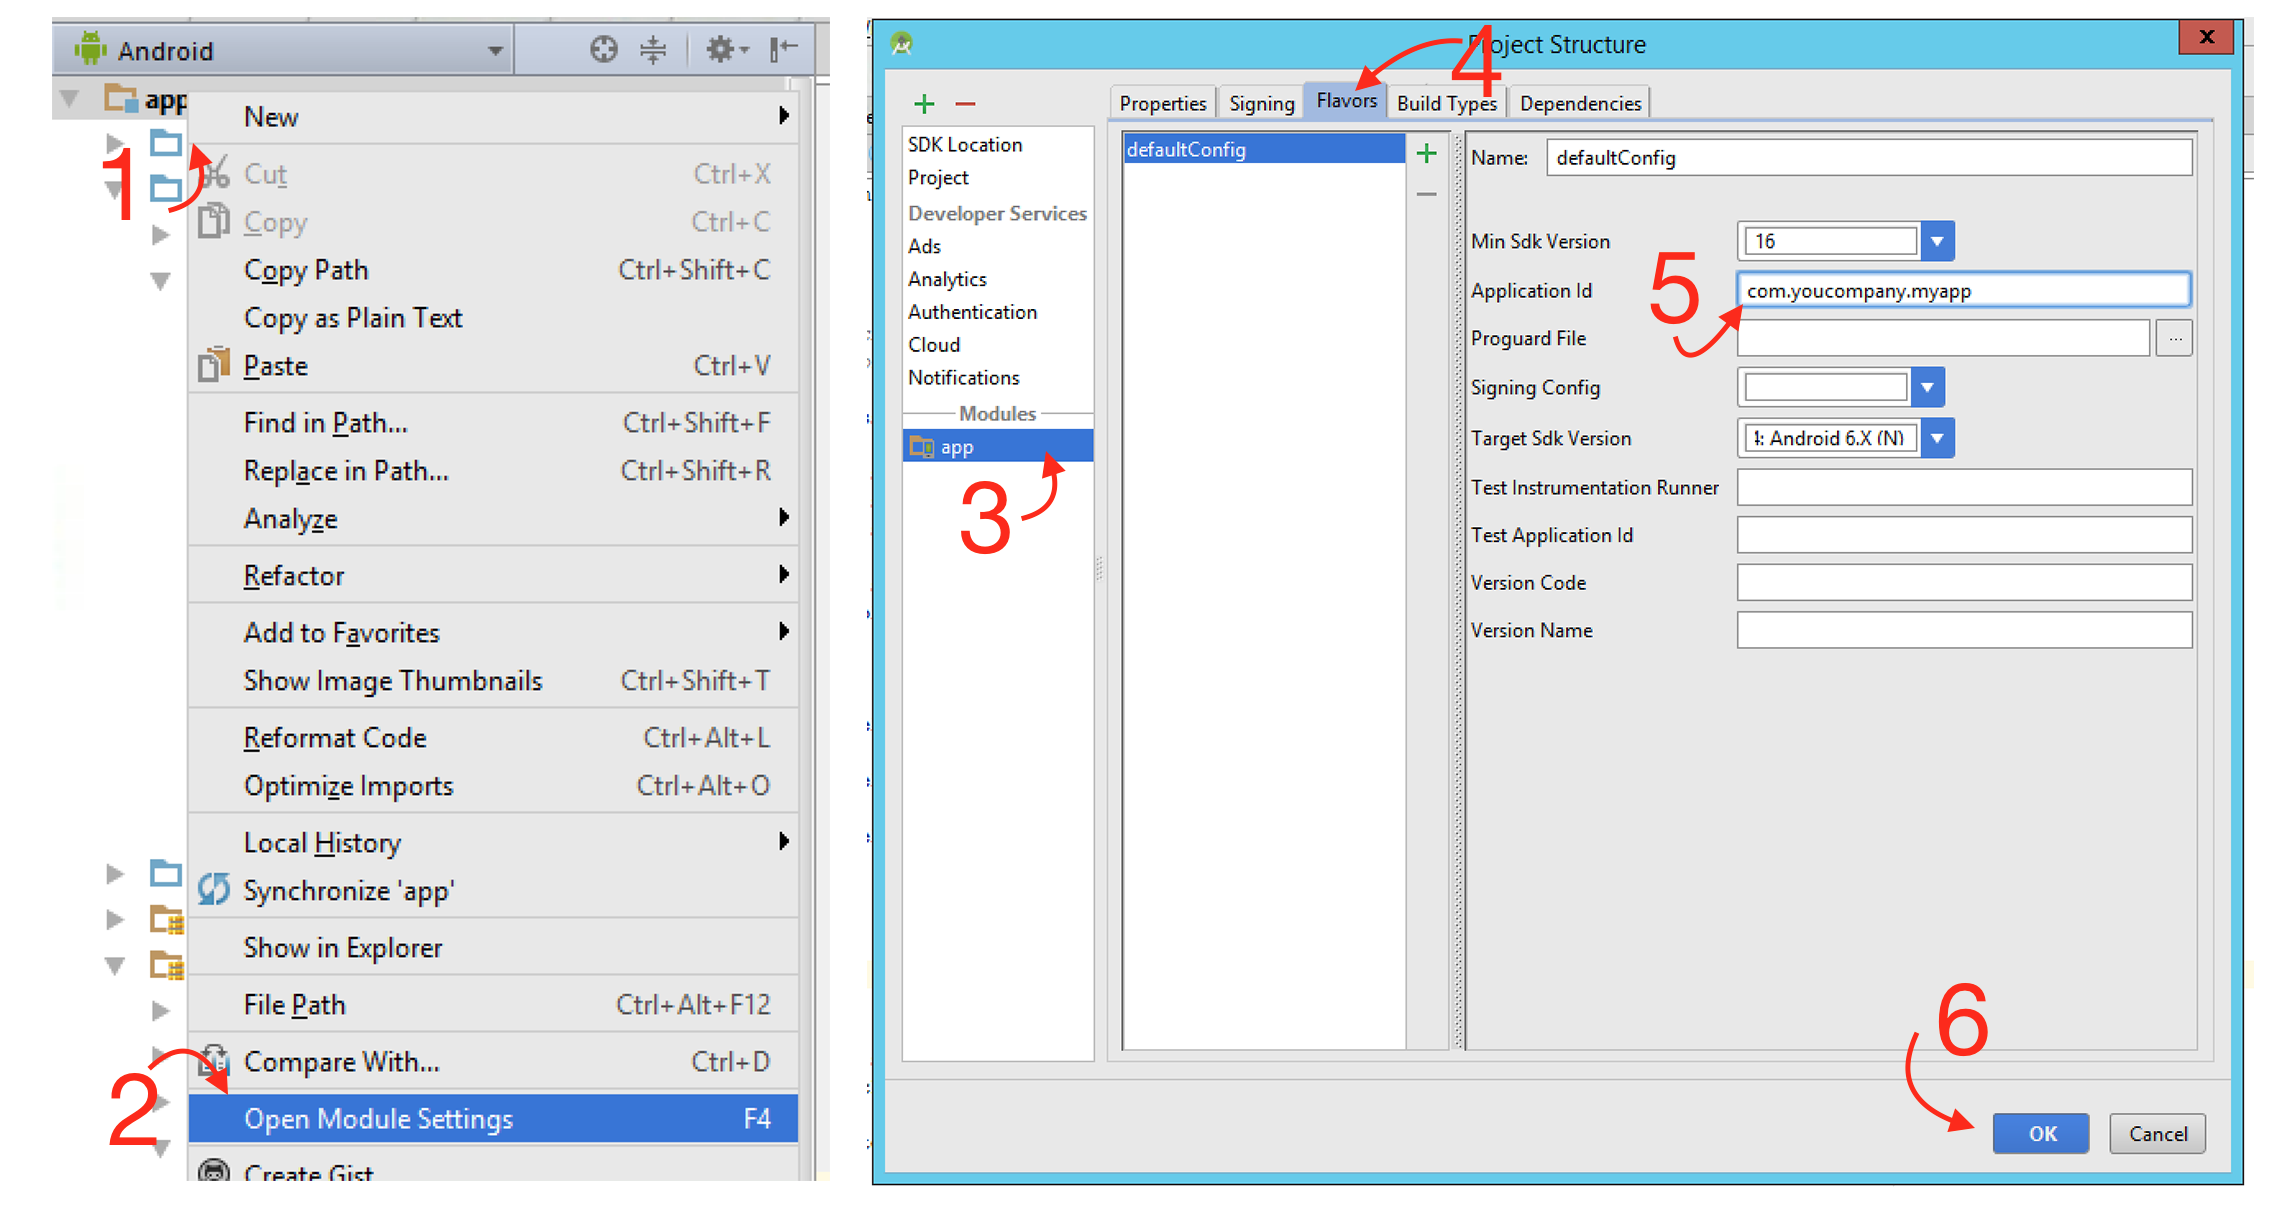 Android
app
1
New
Cut Ctrl+X
Copy Ctrl+C
Copy Path Ctrl+Shift+C
Copy as Plain Text
Paste Ctrl+V
Find in Path... Ctrl+Shift+F
Replace in Path... Ctrl+Shift+R
Analyze
Refactor
Add to Favorites
Show Image Thumbnails Ctrl+Shift+T
Reformat Code Ctrl+Alt+L
Optimize Imports Ctrl+Alt+O
Local History
Synchronize 'app'
Show in Explorer
File Path Ctrl+Alt+F12
Compare With... Ctrl+D
2
Open Module Settings F4
Create Gist
Project Structure
x
4
Properties Signing Flavors Build Types Dependencies
SDK Location
Project
Developer Services
Ads
Analytics
Authentication
Cloud
Notifications
Modules
app
3
defaultConfig
Name: defaultConfig
Min Sdk Version 16
5
Application Id com.youcompany.myapp
Proguard File ...
Signing Config
Target Sdk Version : Android 6.X (N)
Test Instrumentation Runner
Test Application Id
Version Code
Version Name
6
OK Cancel